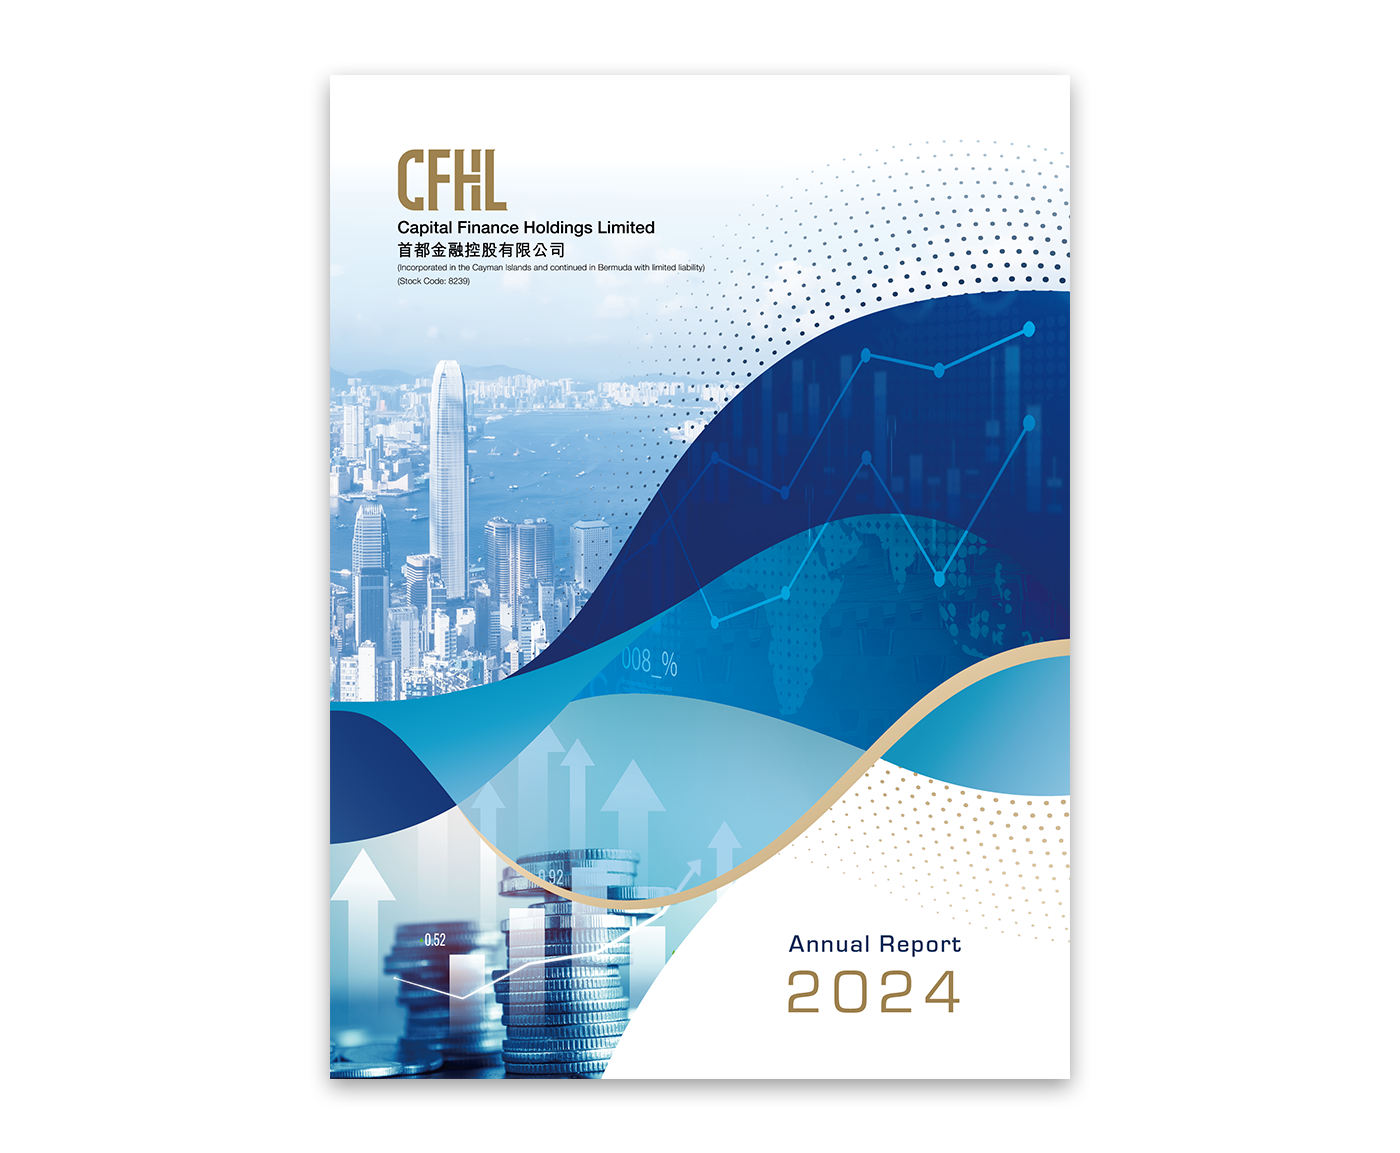 CFHL
Capital Finance Holdings Limited
首都金融控股有限公司
(Incorporated in the Cayman Islands and continued in Bermuda with limited liability)
(Stock Code: 8239)
008_%
0.92
0.52
Annual Report
2024